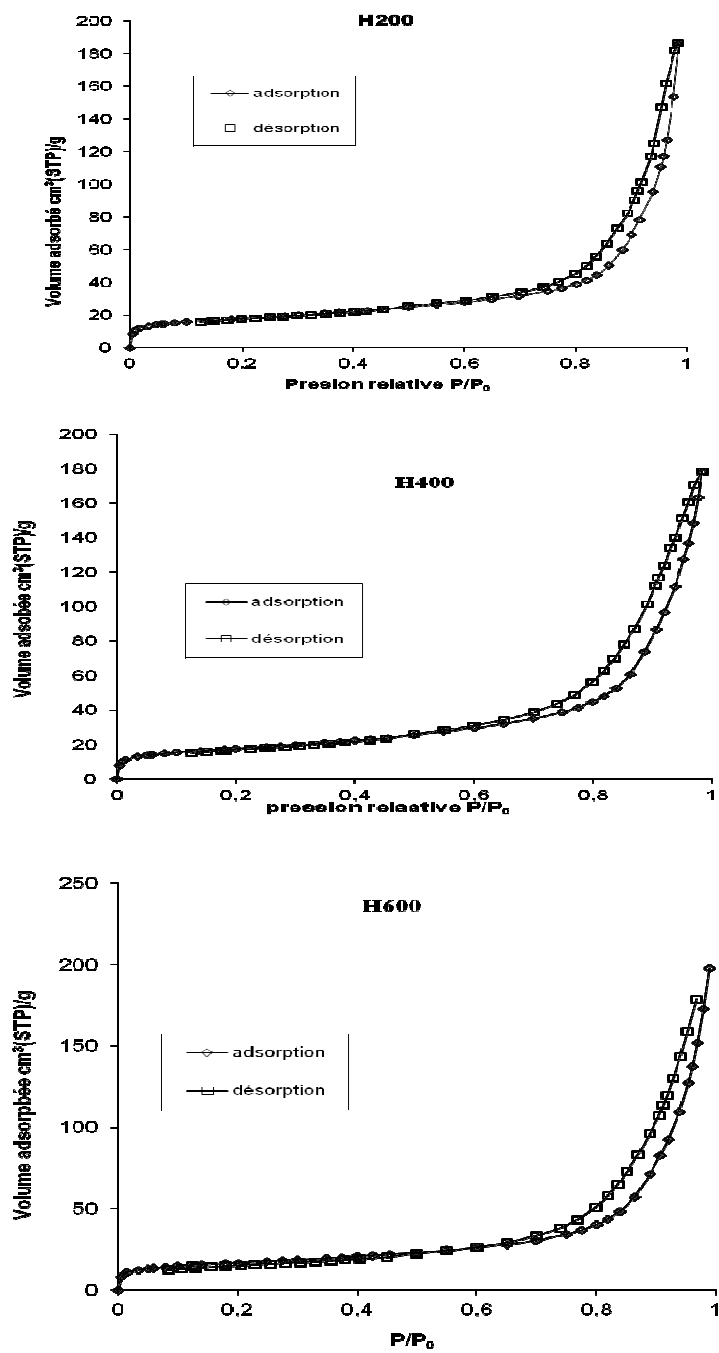 H200
200
180
160
140
120
100
80
60
40
20
0
Volume adsorbé cm³(STP)/g
adsorption
désorption
0 0.2 0.4 0.6 0.8 1
Presion relative P/P₀
H400
200
180
160
140
120
100
80
60
40
20
0
Volume adsobée cm³(STP)/g
adsorption
désorption
0 0,2 0,4 0,6 0,8 1
pression relaative P/P₀
H600
250
200
150
100
50
0
Volume adsorpbée cm³(STP)/g
adsorption
désorption
0 0,2 0,4 0,6 0,8 1
P/P₀